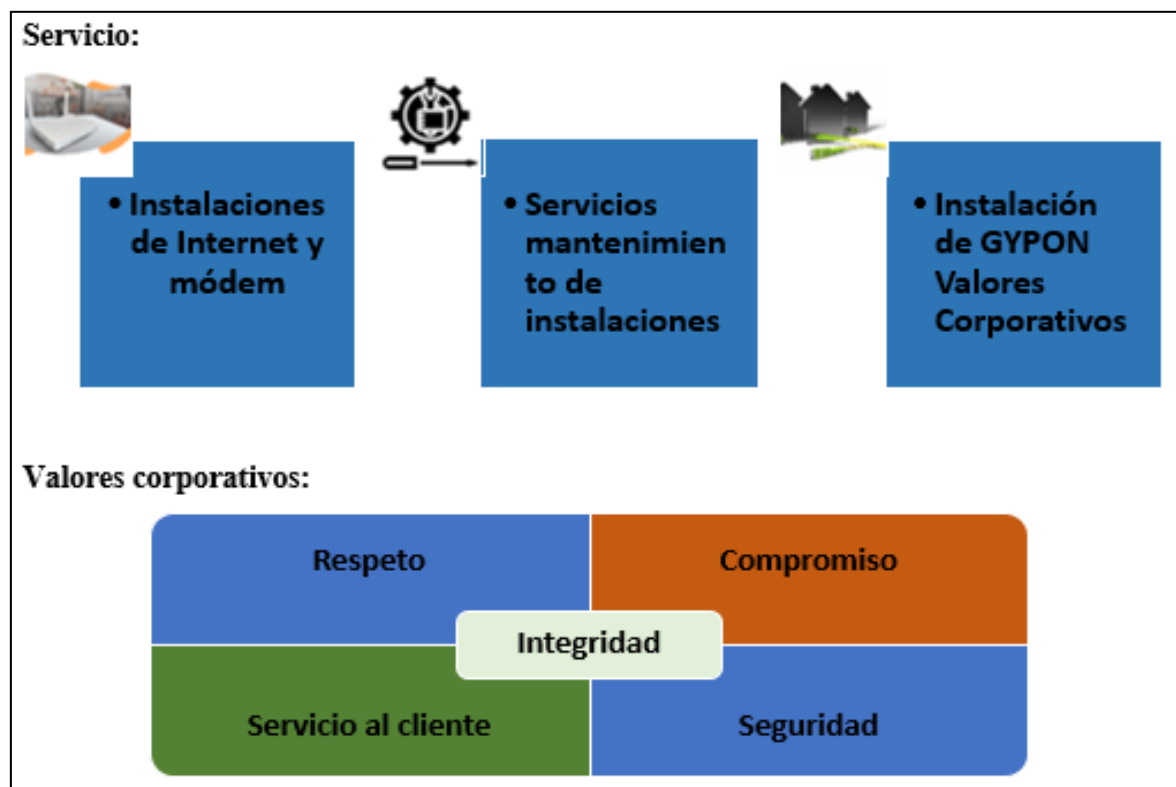 Servicio:
• Instalaciones
de Internet y
módem
• Servicios
mantenimien
to de
instalaciones
• Instalación
de GYPON
Valores
Corporativos
Valores corporativos:
Respeto
Compromiso
Integridad
Servicio al cliente
Seguridad